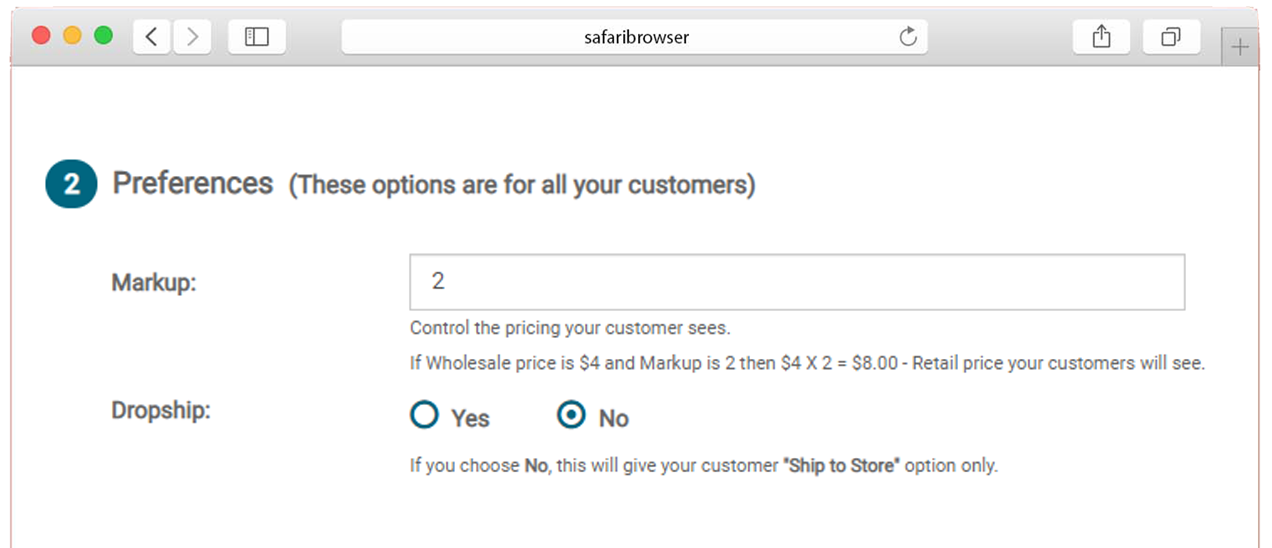 safaribrowser
2 Preferences (These options are for all your customers)
Markup: 2
Control the pricing your customer sees.
If Wholesale price is $4 and Markup is 2 then $4 X 2 = $8.00 - Retail price your customers will see.
Dropship: Yes No
If you choose No, this will give your customer "Ship to Store" option only.